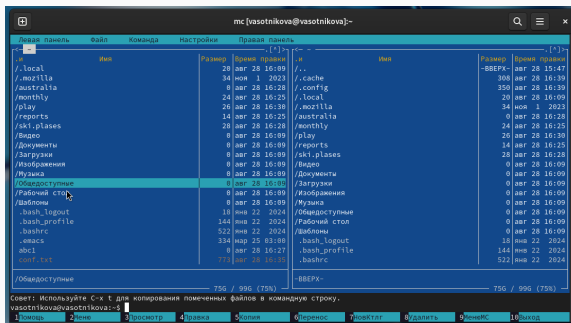 mc [vasotnikova@vasotnikova]:~
Левая панель Файл Команда Настройки Правая панель
<- ~ .[^]> <- ~ .[^]>
.и Имя Размер Время правки .и Имя Размер Время правки
/.local 20 авг 28 16:09 /.. -ВВЕРХ- авг 28 15:47
/.mozilla 34 ноя 1 2023 /.cache 308 авг 28 16:39
/australia 0 авг 28 16:28 /.config 350 авг 28 16:39
/monthly 24 авг 28 16:25 /.local 20 авг 28 16:09
/play 26 авг 28 16:30 /.mozilla 34 ноя 1 2023
/reports 14 авг 28 16:25 /australia 0 авг 28 16:28
/ski.plases 28 авг 28 16:28 /monthly 24 авг 28 16:25
/Видео 0 авг 28 16:09 /play 26 авг 28 16:30
/Документы 0 авг 28 16:09 /reports 14 авг 28 16:25
/Загрузки 0 авг 28 16:09 /ski.plases 28 авг 28 16:28
/Изображения 0 авг 28 16:09 /Видео 0 авг 28 16:09
/Музыка 0 авг 28 16:09 /Документы 0 авг 28 16:09
/Общедоступные 0 авг 28 16:09 /Загрузки 0 авг 28 16:09
/Рабочий стол 0 авг 28 16:09 /Изображения 0 авг 28 16:09
/Шаблоны 0 авг 28 16:09 /Музыка 0 авг 28 16:09
.bash_logout 18 янв 22 2024 /Общедоступные 0 авг 28 16:09
.bash_profile 144 янв 22 2024 /Рабочий стол 0 авг 28 16:09
.bashrc 522 янв 22 2024 /Шаблоны 0 авг 28 16:09
.emacs 334 мар 25 03:00 .bash_logout 18 янв 22 2024
abc1 0 авг 28 16:27 .bash_profile 144 янв 22 2024
conf.txt 773 авг 28 16:35 .bashrc 522 янв 22 2024
/Общедоступные -ВВЕРХ-
75G / 99G (75%) 75G / 99G (75%)
Совет: Используйте C-x t для копирования помеченных файлов в командную строку.
vasotnikova@vasotnikova:~$
1Помощь 2Меню 3Просмотр 4Правка 5Копия 6Перенос 7НовКтлг 8Удалить 9МенюМС 10Выход